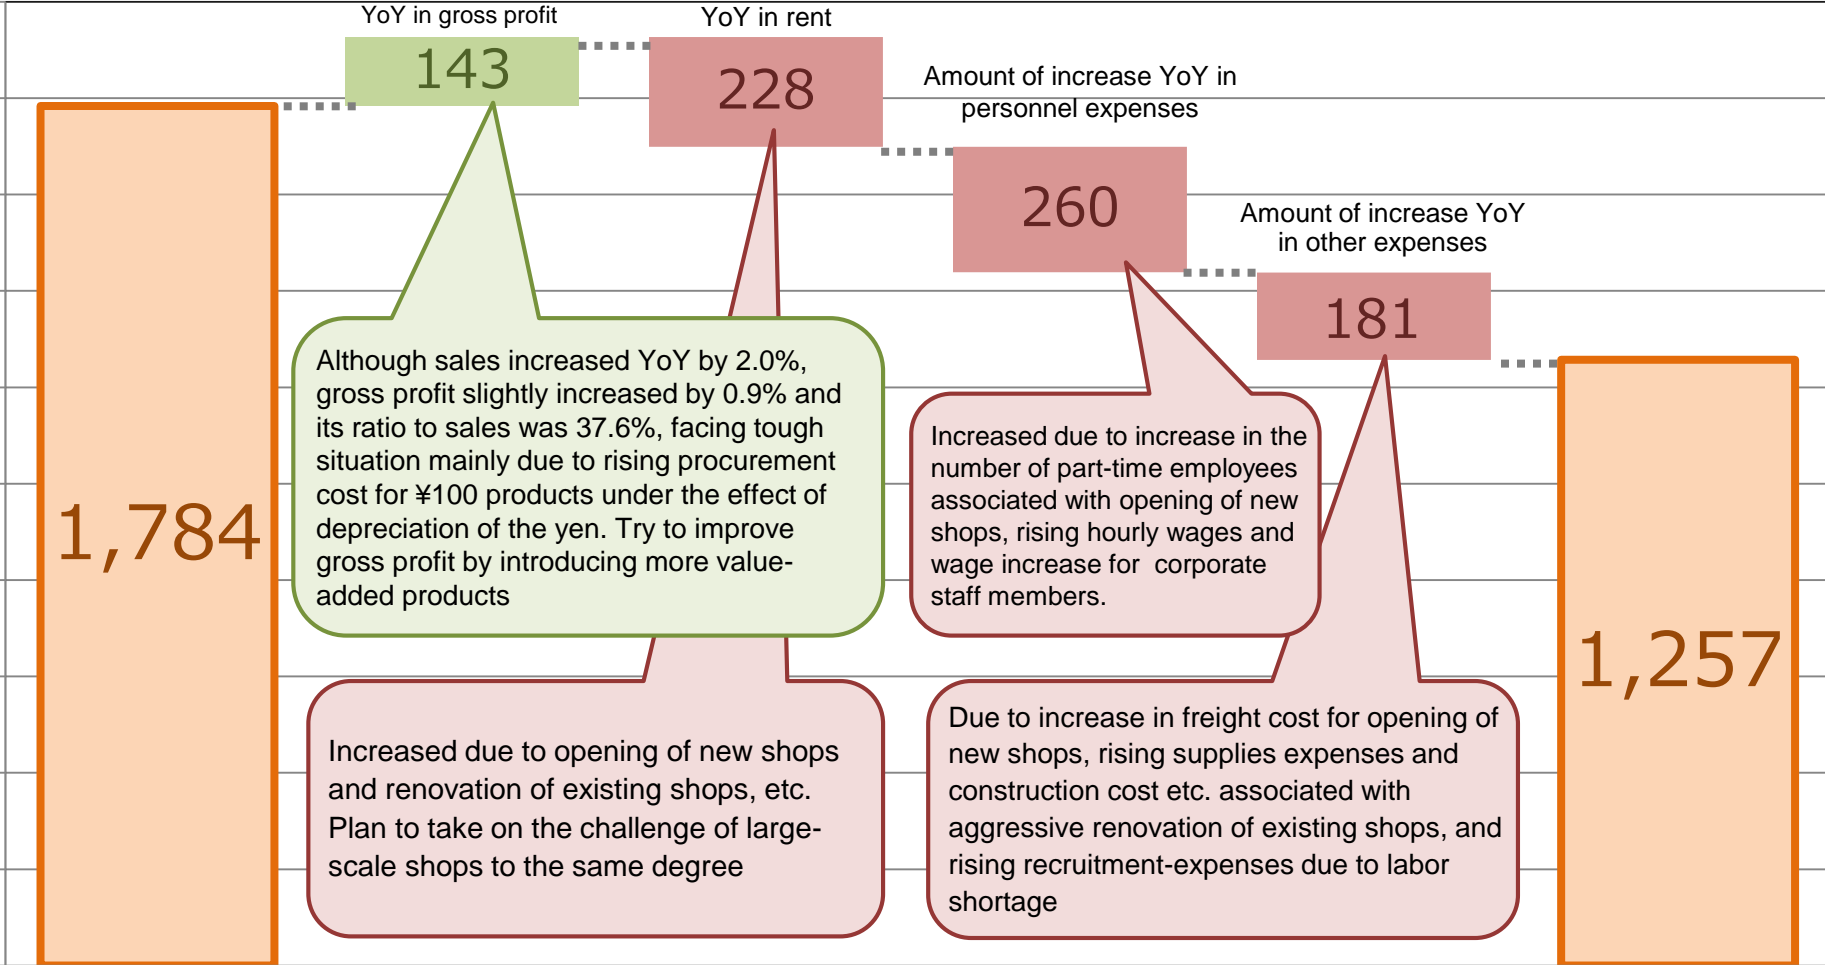 YoY in gross profit
143
YoY in rent
228
Amount of increase YoY in
personnel expenses
260
Amount of increase YoY
in other expenses
181
1,784
Although sales increased YoY by 2.0%,
gross profit slightly increased by 0.9% and
its ratio to sales was 37.6%, facing tough
situation mainly due to rising procurement
cost for ¥100 products under the effect of
depreciation of the yen. Try to improve
gross profit by introducing more value-
added products
Increased due to increase in the
number of part-time employees
associated with opening of new
shops, rising hourly wages and
wage increase for corporate
staff members.
1,257
Increased due to opening of new shops
and renovation of existing shops, etc.
Plan to take on the challenge of large-
scale shops to the same degree
Due to increase in freight cost for opening of
new shops, rising supplies expenses and
construction cost etc. associated with
aggressive renovation of existing shops, and
rising recruitment-expenses due to labor
shortage